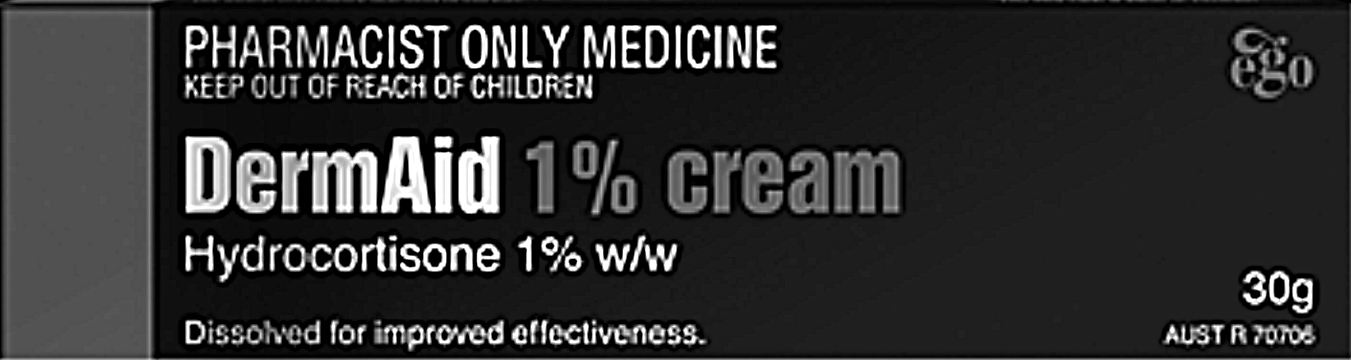 PHARMACIST ONLY MEDICINE
KEEP OUT OF REACH OF CHILDREN
ego
DermAid 1% cream
Hydrocortisone 1% w/w
30g
Dissolved for improved effectiveness.
AUST R 70706